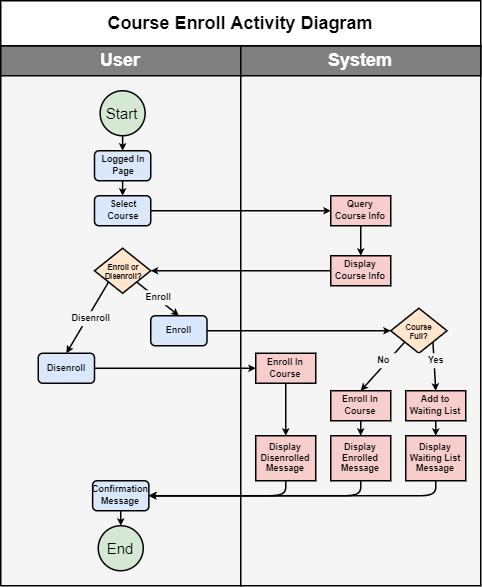 Course Enroll Activity Diagram
User
System
Start
Logged In
Page
Select
Course
Query
Course Info
Display
Course Info
Enroll or
Disenroll?
Enroll
Disenroll
Enroll
Course
Full?
No
Yes
Disenroll
Enroll In
Course
Enroll In
Course
Add to
Waiting List
Display
Disenrolled
Message
Display
Enrolled
Message
Display
Waiting List
Message
Confirmation
Message
End